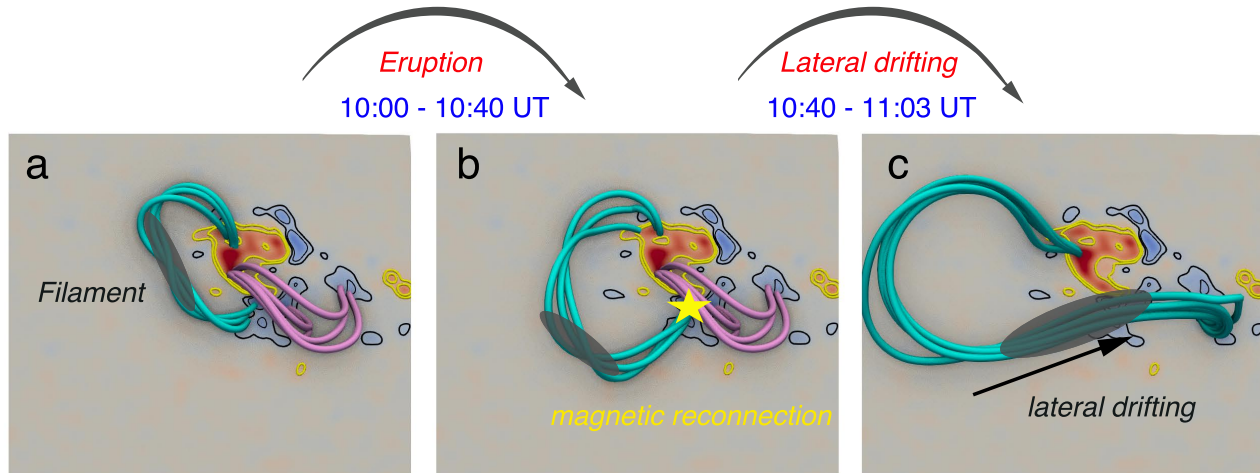 Eruption
10:00 - 10:40 UT
Lateral drifting
10:40 - 11:03 UT
a
Filament
b
magnetic reconnection
c
lateral drifting